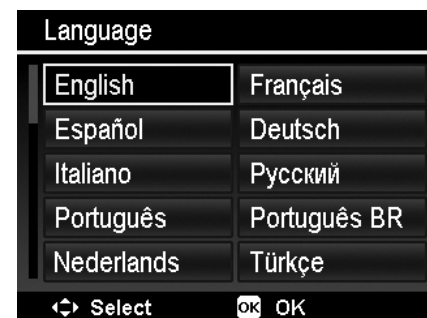 Language
English Français
Español Deutsch
Italiano Русский
Português Português BR
Nederlands Türkçe
Select OK OK